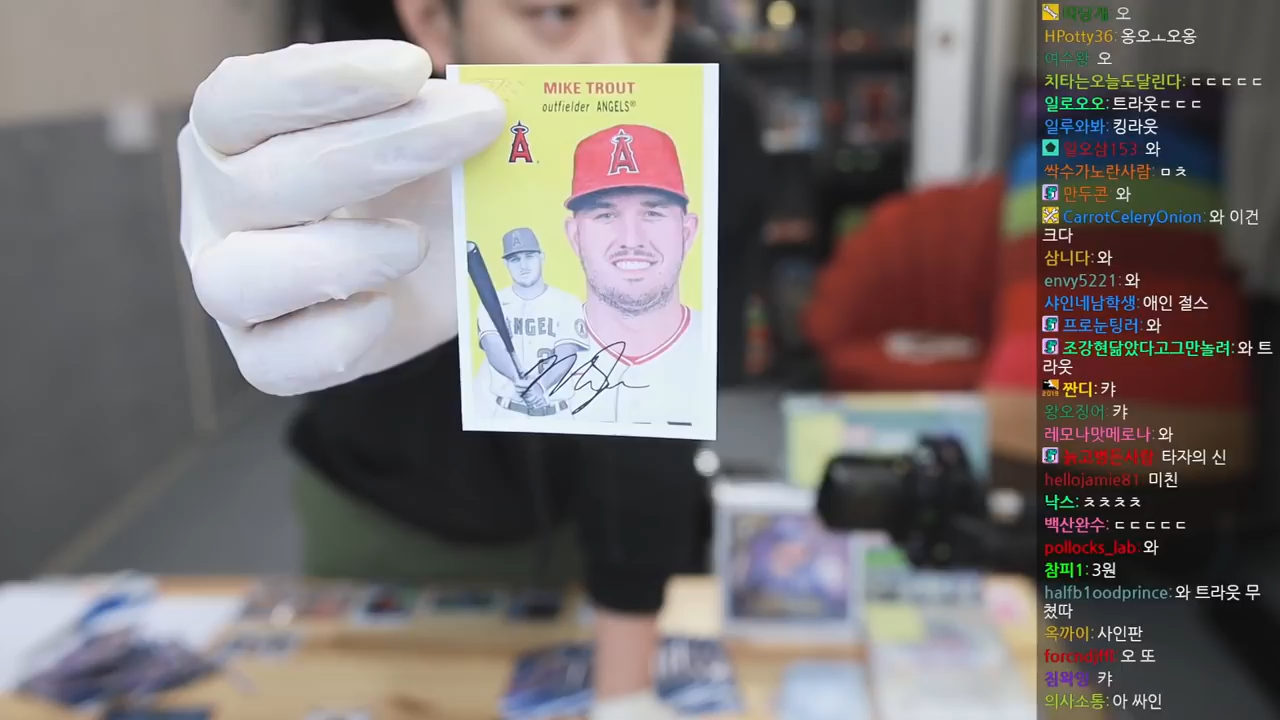 MIKE TROUT
outfielder ANGELS®
A
A
A
ANGEL
오
HPotty36: 옹오ㅗ오옹
여수왕 오
치타는오늘도달린다: ㄷㄷㄷㄷㄷ
일로오오: 트라웃ㄷㄷㄷ
일루와봐: 킹라웃
말오삼153 와
싹수가노란사람: ㅁㅊ
만두콘: 와
CarrotCeleryOnion: 와 이건
크다
삼니다: 와
envy5221: 와
샤인네남학생: 애인 절스
프로눈팅러: 와
조강현닮았다고그만놀려: 와 트
라웃
짠디: 캬
왕오징어: 캬
레모나맛메로나: 와
늙고병든사람 타자의 신
hellojamie81 미친
낙스: ㅊㅊㅊㅊ
백산완수: ㄷㄷㄷㄷㄷ
pollocks_lab: 와
참피1: 3원
halfb1oodprince: 와 트라웃 무
쳤따
옥까이: 사인판
오 또
캬
의사소통: 아 싸인